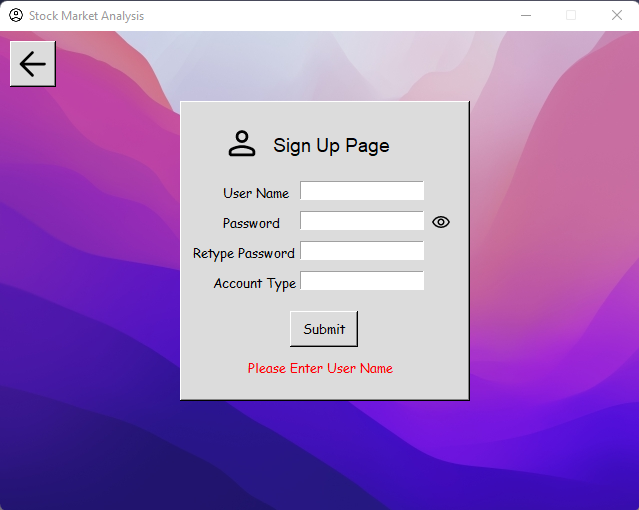 Stock Market Analysis
Sign Up Page
User Name
Password
Retype Password
Account Type
Submit
Please Enter User Name